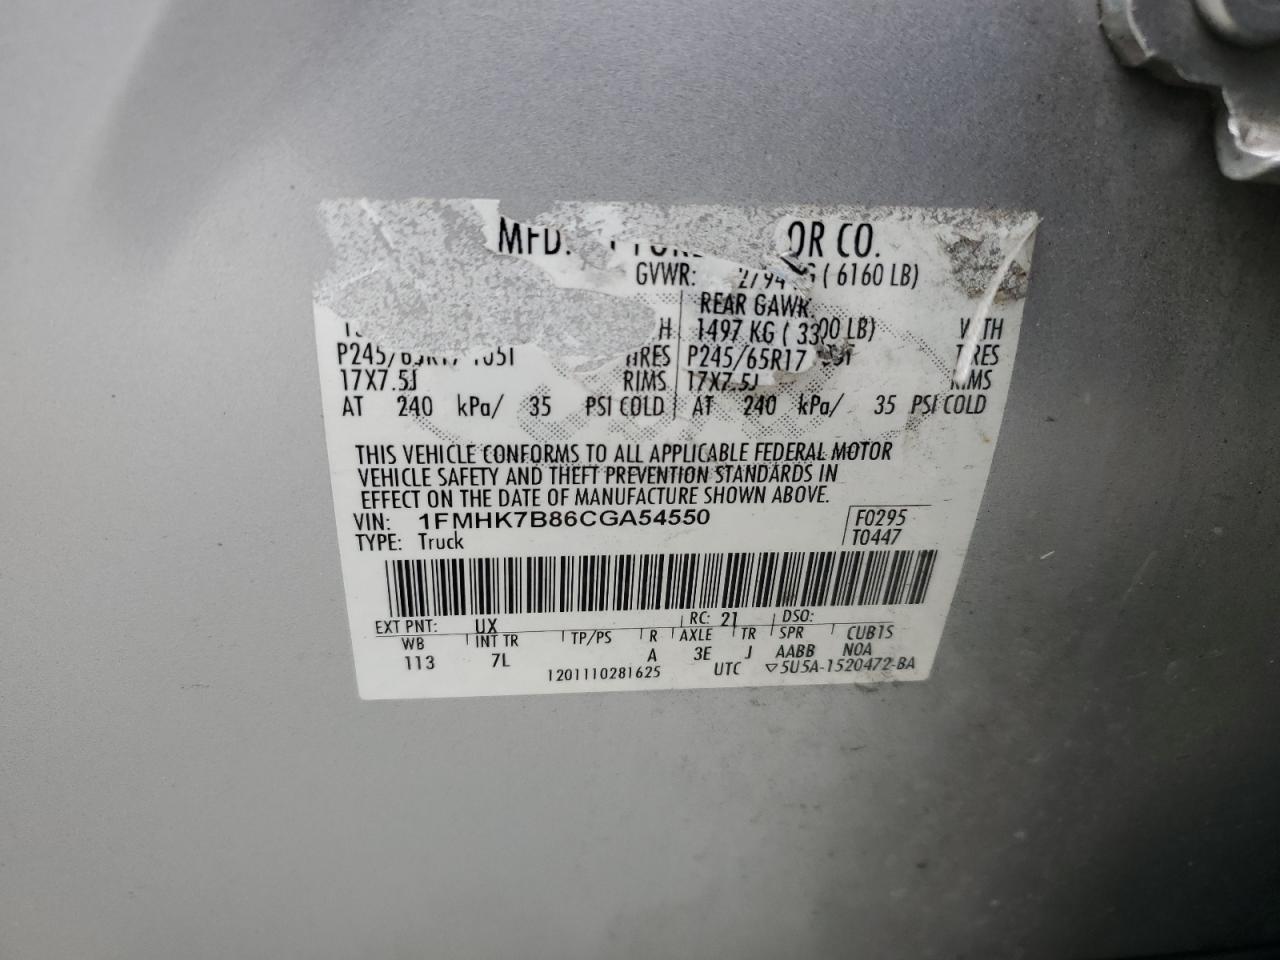 MFD. OR CO.
GVWR: 2794 KG ( 6160 LB)
REAR GAWR
H 1497 KG ( 3300 LB) WITH
P245/65R17 105T TIRES P245/65R17 TIRES
17X7.5J RIMS 17X7.5J RIMS
AT 240 kPa/ 35 PSI COLD AT 240 kPa/ 35 PSI COLD
THIS VEHICLE CONFORMS TO ALL APPLICABLE FEDERAL MOTOR
VEHICLE SAFETY AND THEFT PREVENTION STANDARDS IN
EFFECT ON THE DATE OF MANUFACTURE SHOWN ABOVE.
VIN: 1FMHK7B86CGA54550 F0295
TYPE: Truck T0447
EXT PNT: UX RC: 21 DSO:
WB INT TR TP/PS R AXLE TR SPR CUB1S
113 7L A 3E J AABB N0A
1201110281625 UTC ▽5U5A-1520472-BA